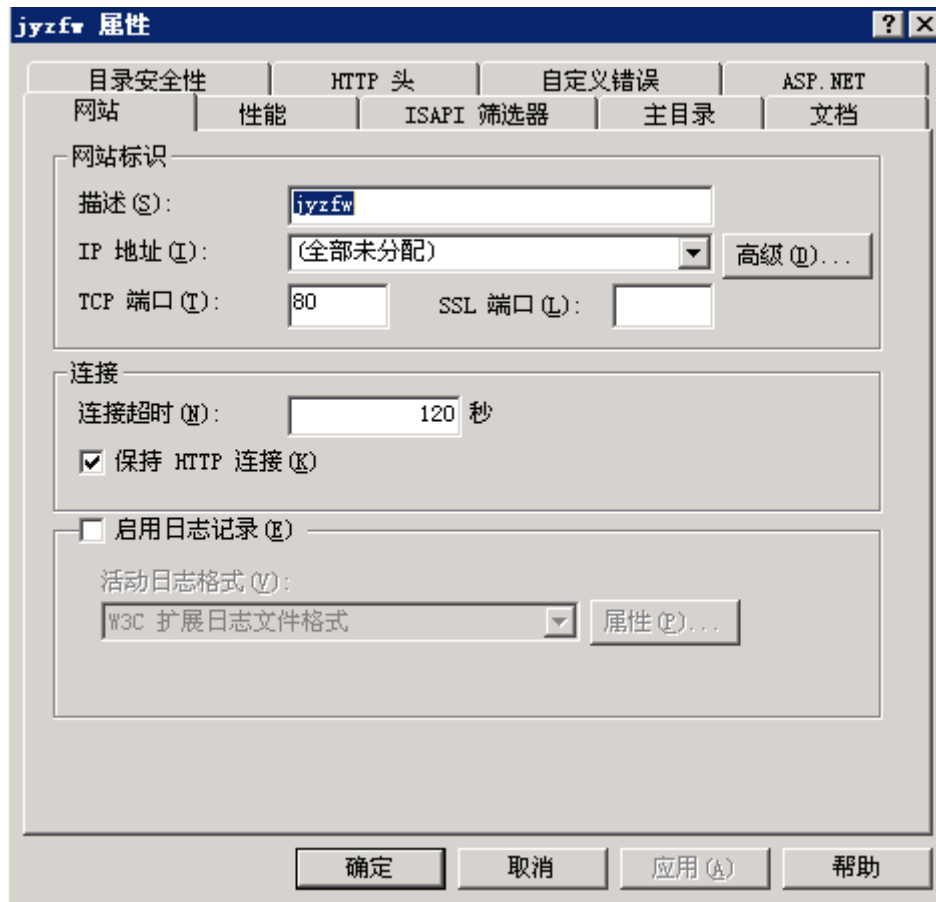 jyzfw 属性
目录安全性 HTTP 头 自定义错误 ASP.NET
网站 性能 ISAPI 筛选器 主目录 文档
网站标识
描述(S): jyzfw
IP 地址(I): (全部未分配) 高级(D)...
TCP 端口(T): 80 SSL 端口(L):
连接
连接超时(N): 120 秒
保持 HTTP 连接(K)
启用日志记录(E)
活动日志格式(V):
W3C 扩展日志文件格式 属性(P)...
确定 取消 应用(A) 帮助